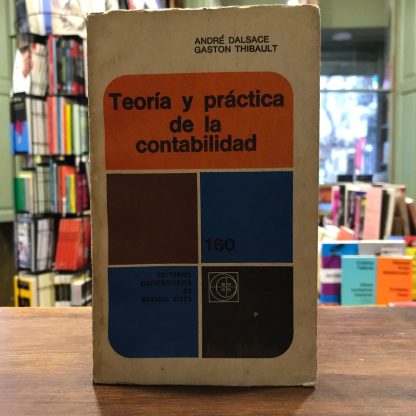 ANDRÉ DALSACE
GASTON THIBAULT
Teoría y práctica
de la
contabilidad
160
EDITORIAL
UNIVERSITARIA
DE
BUENOS AIRES